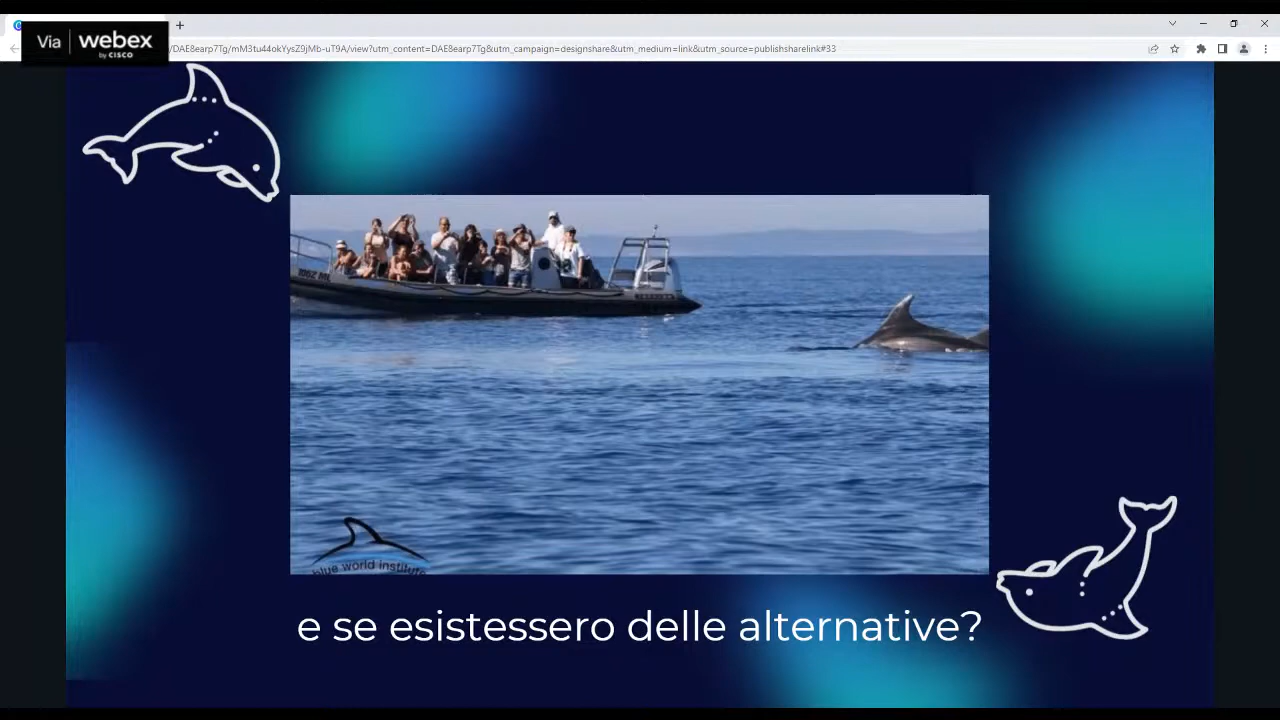 Via webex
by CISCO
/DAE8earp7Tg/mM3tu44okYysZ9jMb-uT9A/view?utm_content=DAE8earp7Tg&utm_campaign=designshare&utm_medium=link&utm_source=publishsharelink#33
blue world institute
e se esistessero delle alternative?